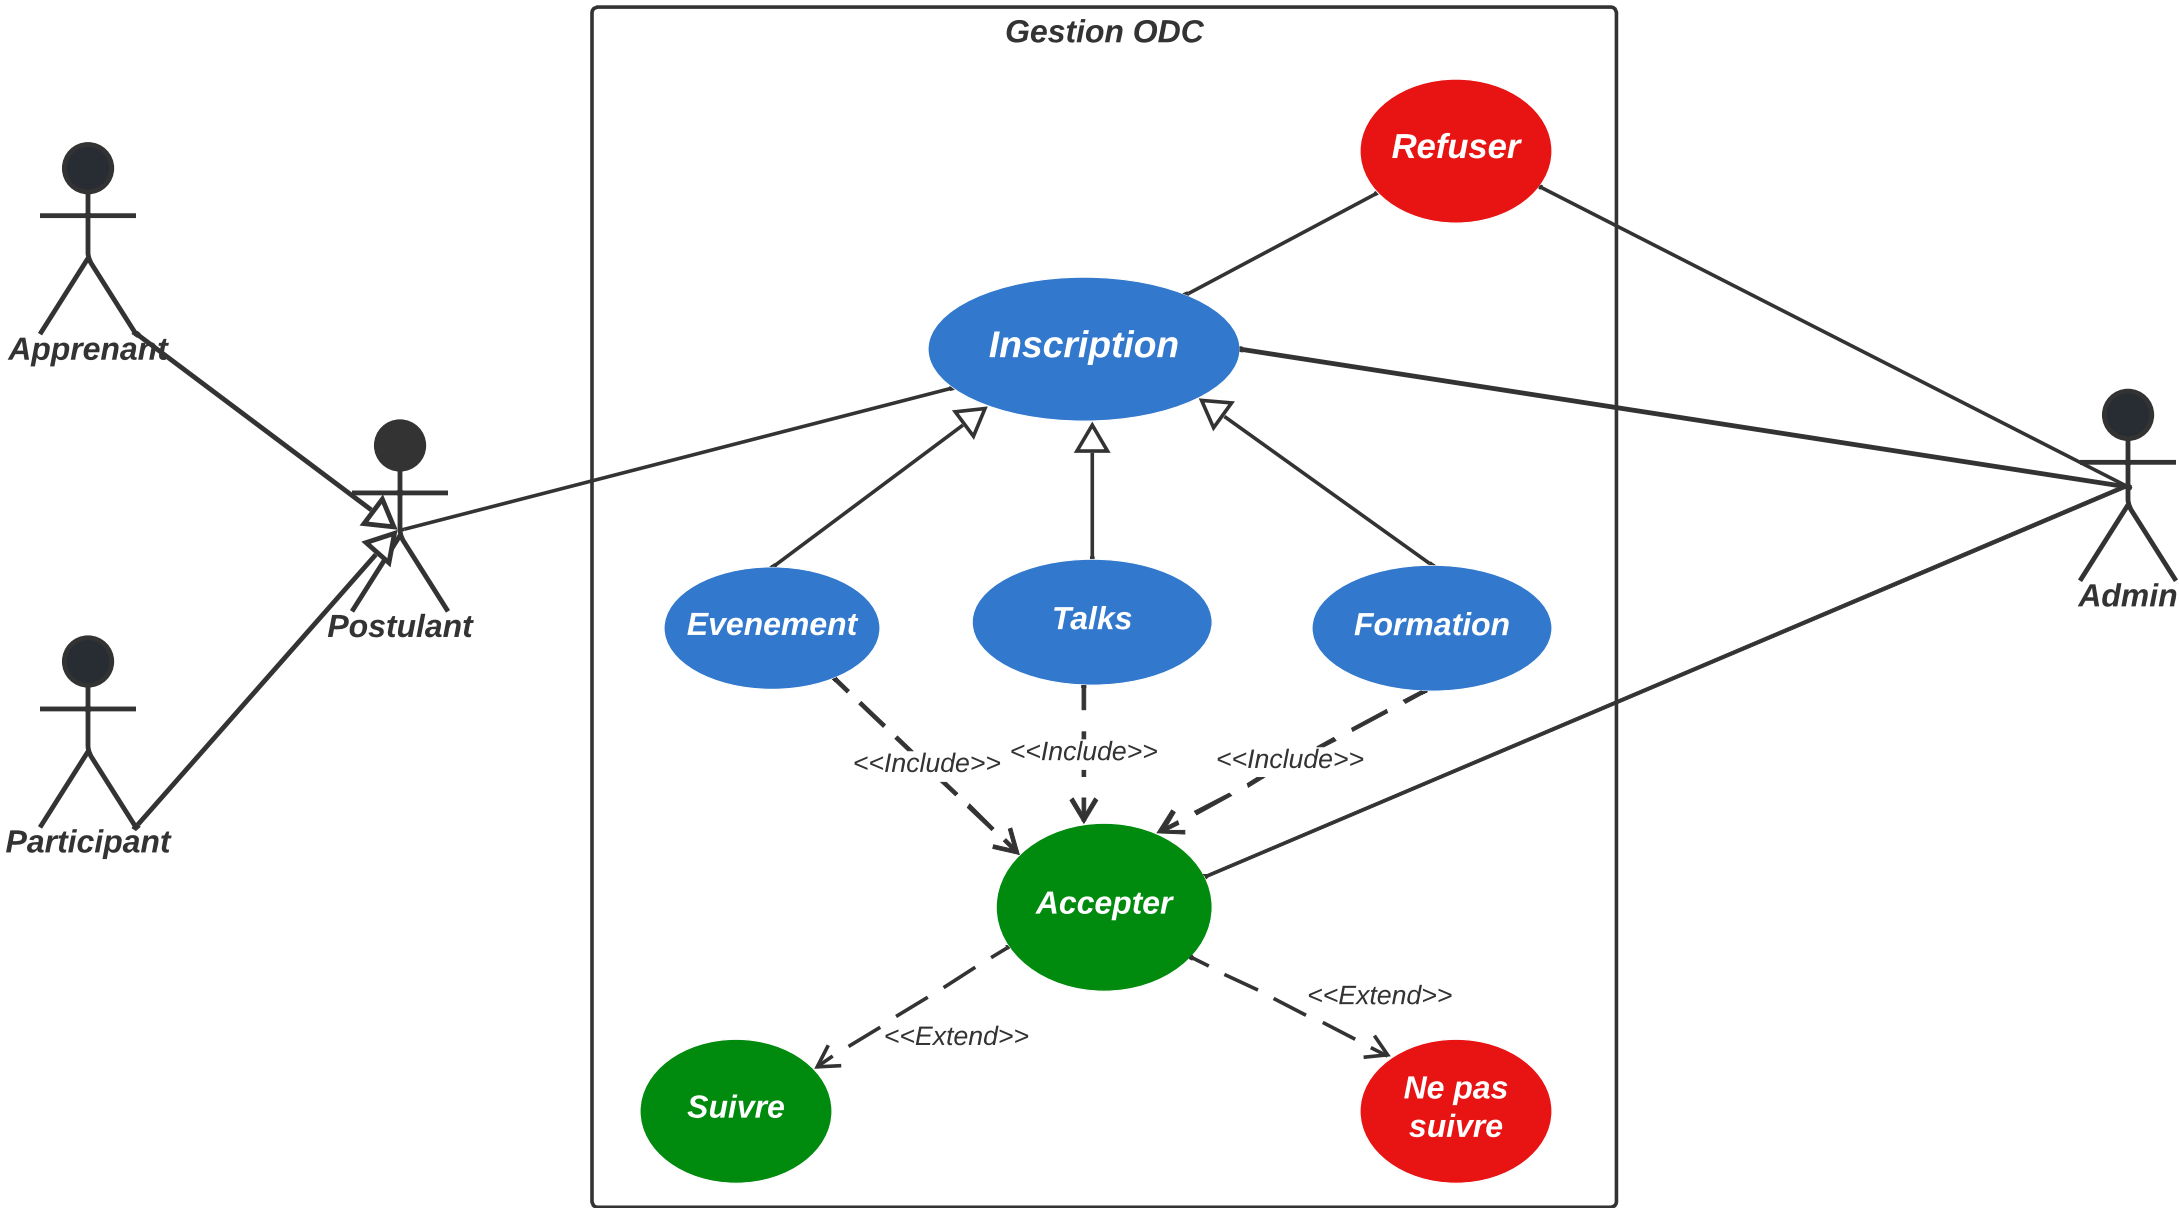 Gestion ODC
Refuser
Apprenant
Inscription
Postulant
Admin
Evenement
Talks
Formation
<<Include>>
<<Include>>
<<Include>>
Participant
Accepter
<<Extend>>
<<Extend>>
Suivre
Ne pas
suivre